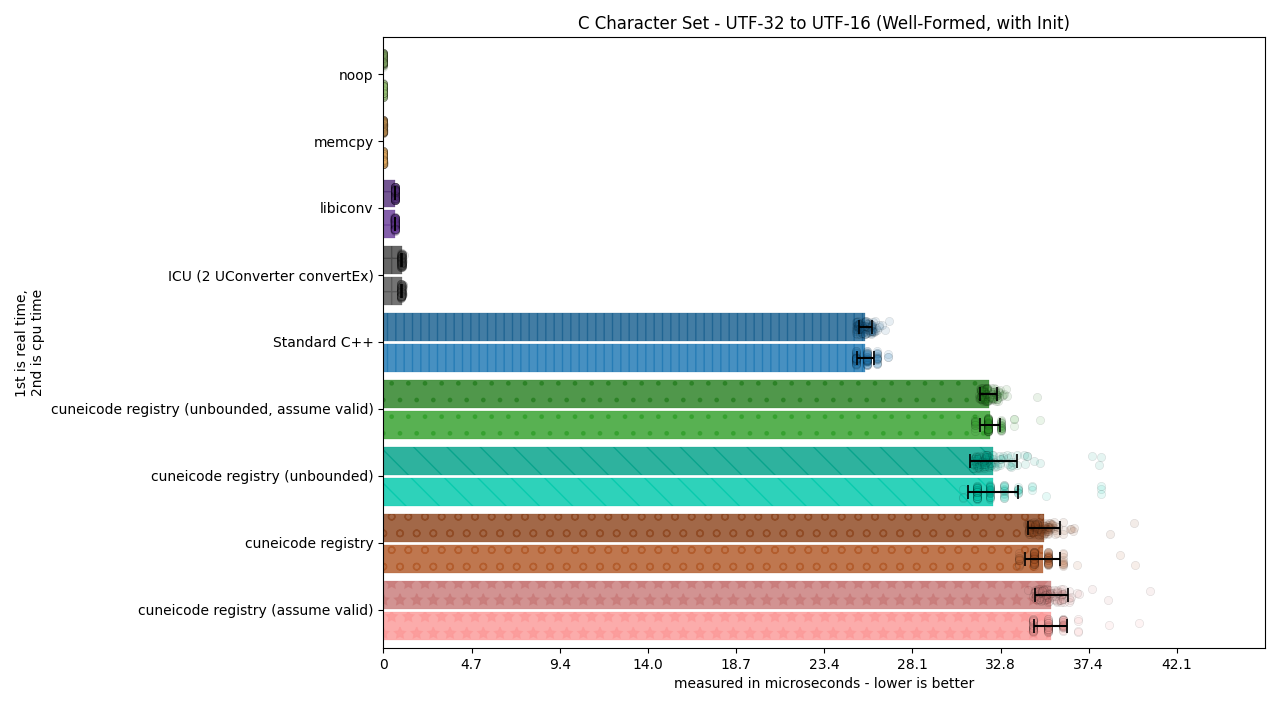 C Character Set - UTF-32 to UTF-16 (Well-Formed, with Init)
1st is real time,
2nd is cpu time
noop
memcpy
libiconv
ICU (2 UConverter convertEx)
Standard C++
cuneicode registry (unbounded, assume valid)
cuneicode registry (unbounded)
cuneicode registry
cuneicode registry (assume valid)
0 4.7 9.4 14.0 18.7 23.4 28.1 32.8 37.4 42.1
measured in microseconds - lower is better